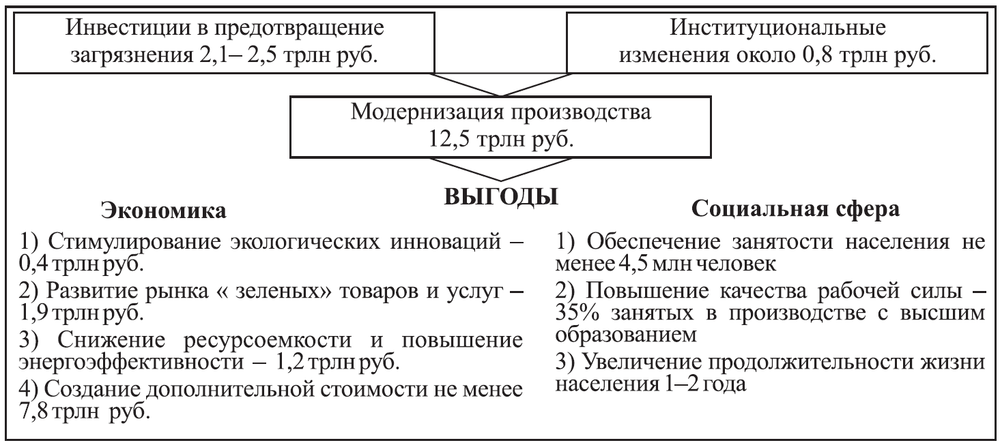 Инвестиции в предотвращение
загрязнения 2,1– 2,5 трлн руб.
Институциональные
изменения около 0,8 трлн руб.
Модернизация производства
12,5 трлн руб.
ВЫГОДЫ
Экономика
1) Стимулирование экологических инноваций –
0,4 трлн руб.
2) Развитие рынка « зеленых» товаров и услуг –
1,9 трлн руб.
3) Снижение ресурсоемкости и повышение
энергоэффективности – 1,2 трлн руб.
4) Создание дополнительной стоимости не менее
7,8 трлн руб.
Социальная сфера
1) Обеспечение занятости населения не
менее 4,5 млн человек
2) Повышение качества рабочей силы –
35% занятых в производстве с высшим
образованием
3) Увеличение продолжительности жизни
населения 1–2 года